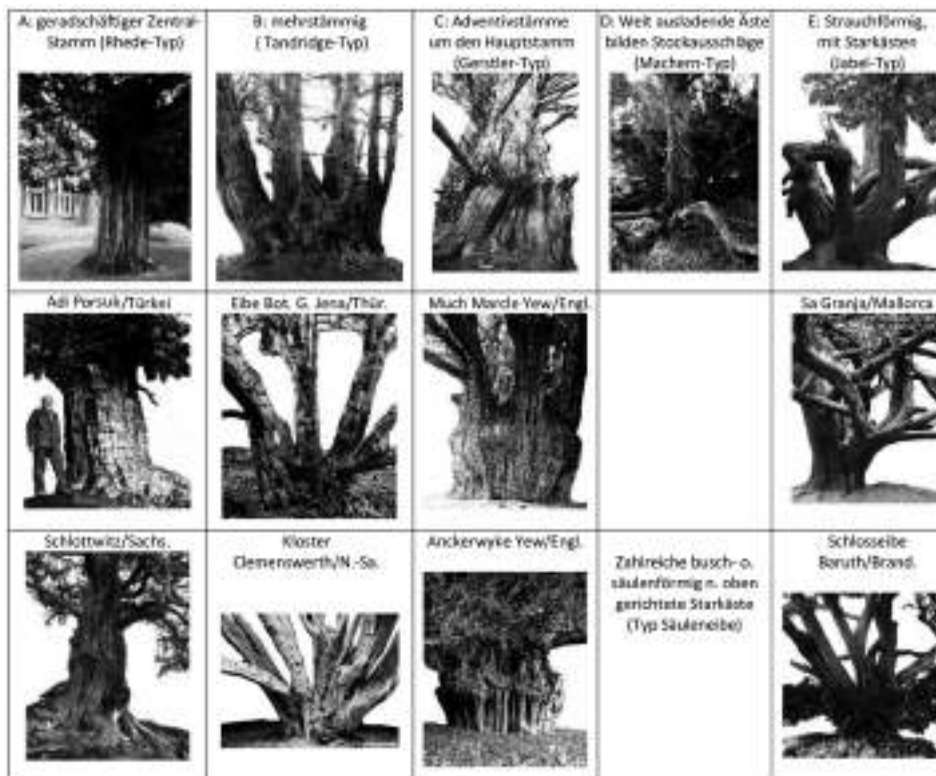 A: geradschäftiger Zentral-
Stamm (Rhede-Typ)
B: mehrstämmig
( Tandridge-Typ)
C: Adventivstämme
um den Hauptstamm
(Gerstler-Typ)
D: Weit ausladende Äste
bilden Stockausschläge
(Machern-Typ)
E: Strauchförmig,
mit Starkästen
(Jabel-Typ)
Adi Porsuk/Türkei
Eibe Bot. G. Jena/Thür.
Much Marcle Yew/Engl.
Sa Granja/Mallorca
Schlottwitz/Sachs.
Kloster
Clemenswerth/N.-Sa.
Anckerwyke Yew/Engl.
Zahlreiche busch- o.
säulenförmig n. oben
gerichtete Starkäste
(Typ Säuleneibe)
Schlosseibe
Baruth/Brand.